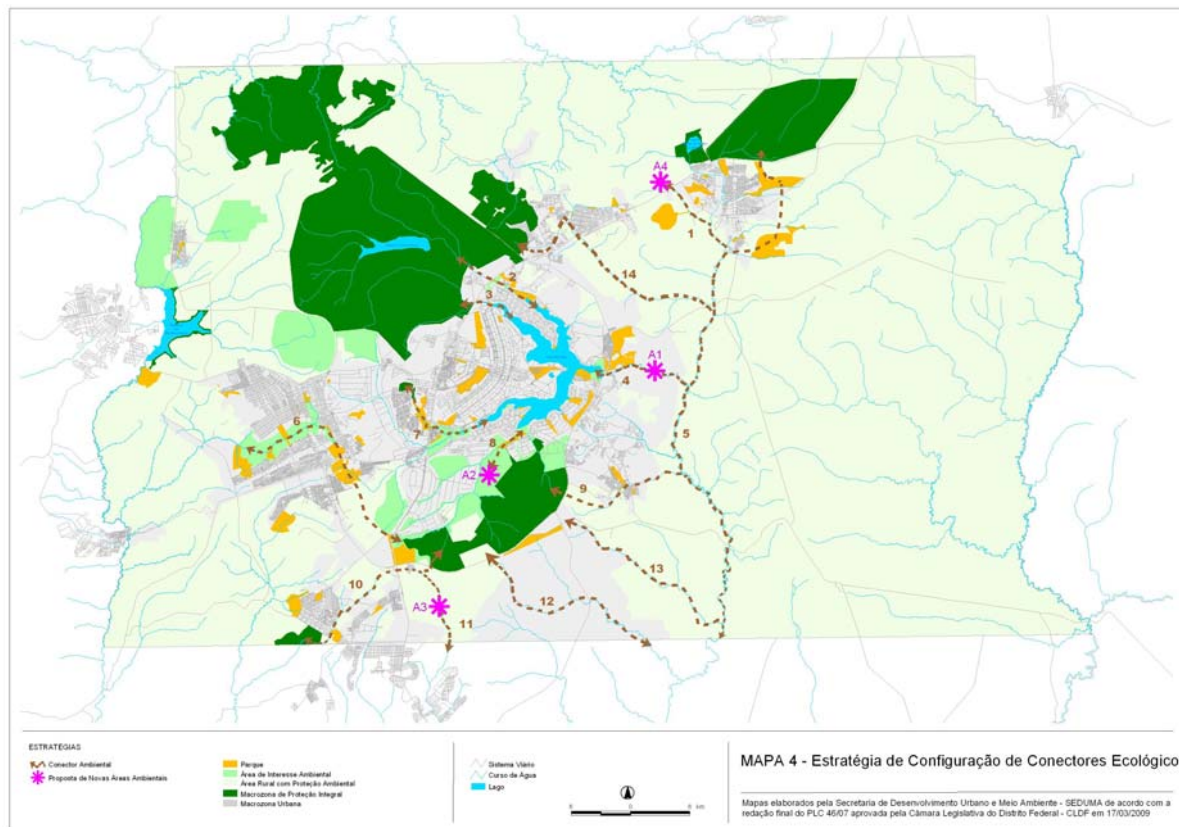 A4
1
14
2
3
A1
4
5
6
7
8
A2
9
13
10
12
A3
11
ESTRATÉGIAS
Conector Ambiental
Proposta de Novas Áreas Ambientais
Parque
Área de Interesse Ambiental
Área Rural com Proteção Ambiental
Macrozona de Proteção Integral
Macrozona Urbana
Sistema Viário
Curso de Água
Lago
6 0 6 km
MAPA 4 - Estratégia de Configuração de Conectores Ecológico
Mapas elaborados pela Secretaria de Desenvolvimento Urbano e Meio Ambiente - SEDUMA de acordo com a
redação final do PLC 46/07 aprovada pela Câmara Legislativa do Distrito Federal - CLDF em 17/03/2009